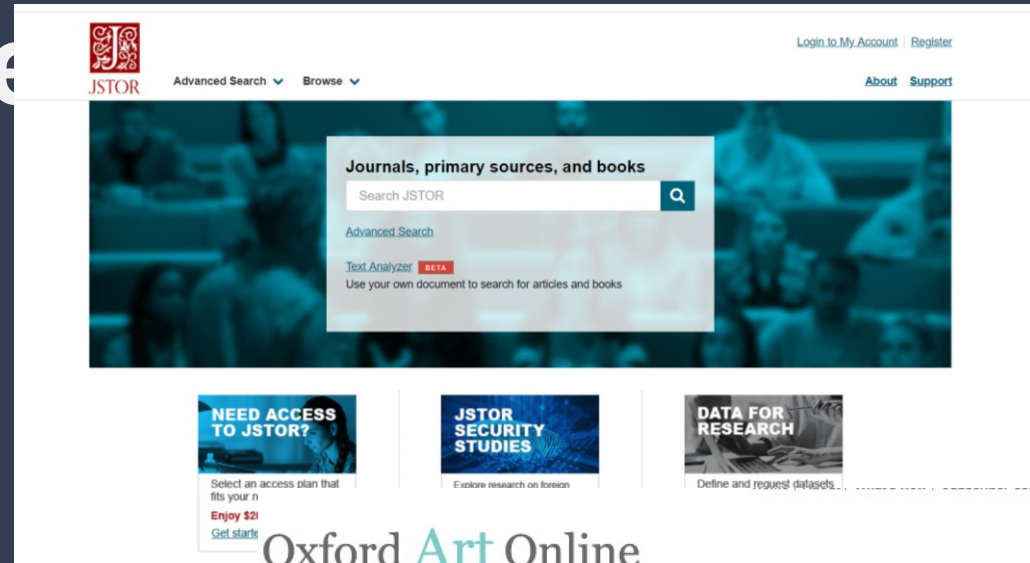 Login to My Account Register
JSTOR
Advanced Search Browse
About Support
Journals, primary sources, and books
Search JSTOR
Advanced Search
Text Analyzer BETA
Use your own document to search for articles and books
NEED ACCESS
TO JSTOR?
Select an access plan that
fits your
Enjoy
Get
JSTOR
SECURITY
STUDIES
Explore research on foreign
DATA FOR
RESEARCH
Define and request datasets
Oxford Art Online